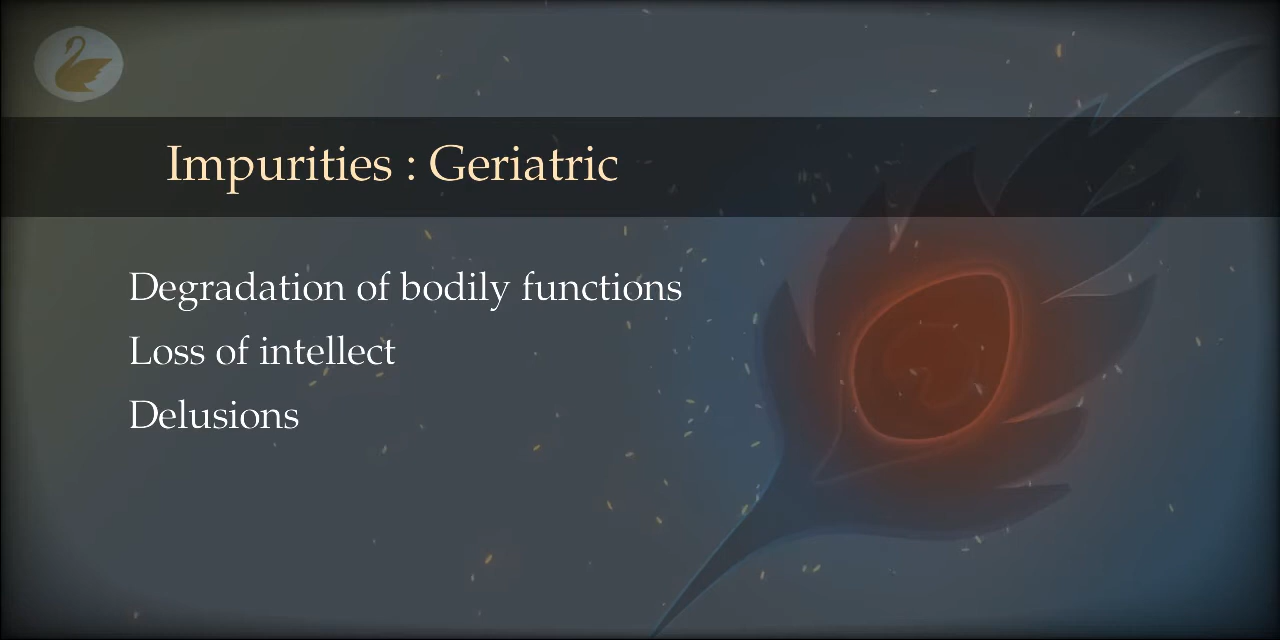 Impurities : Geriatric
Degradation of bodily functions
Loss of intellect
Delusions